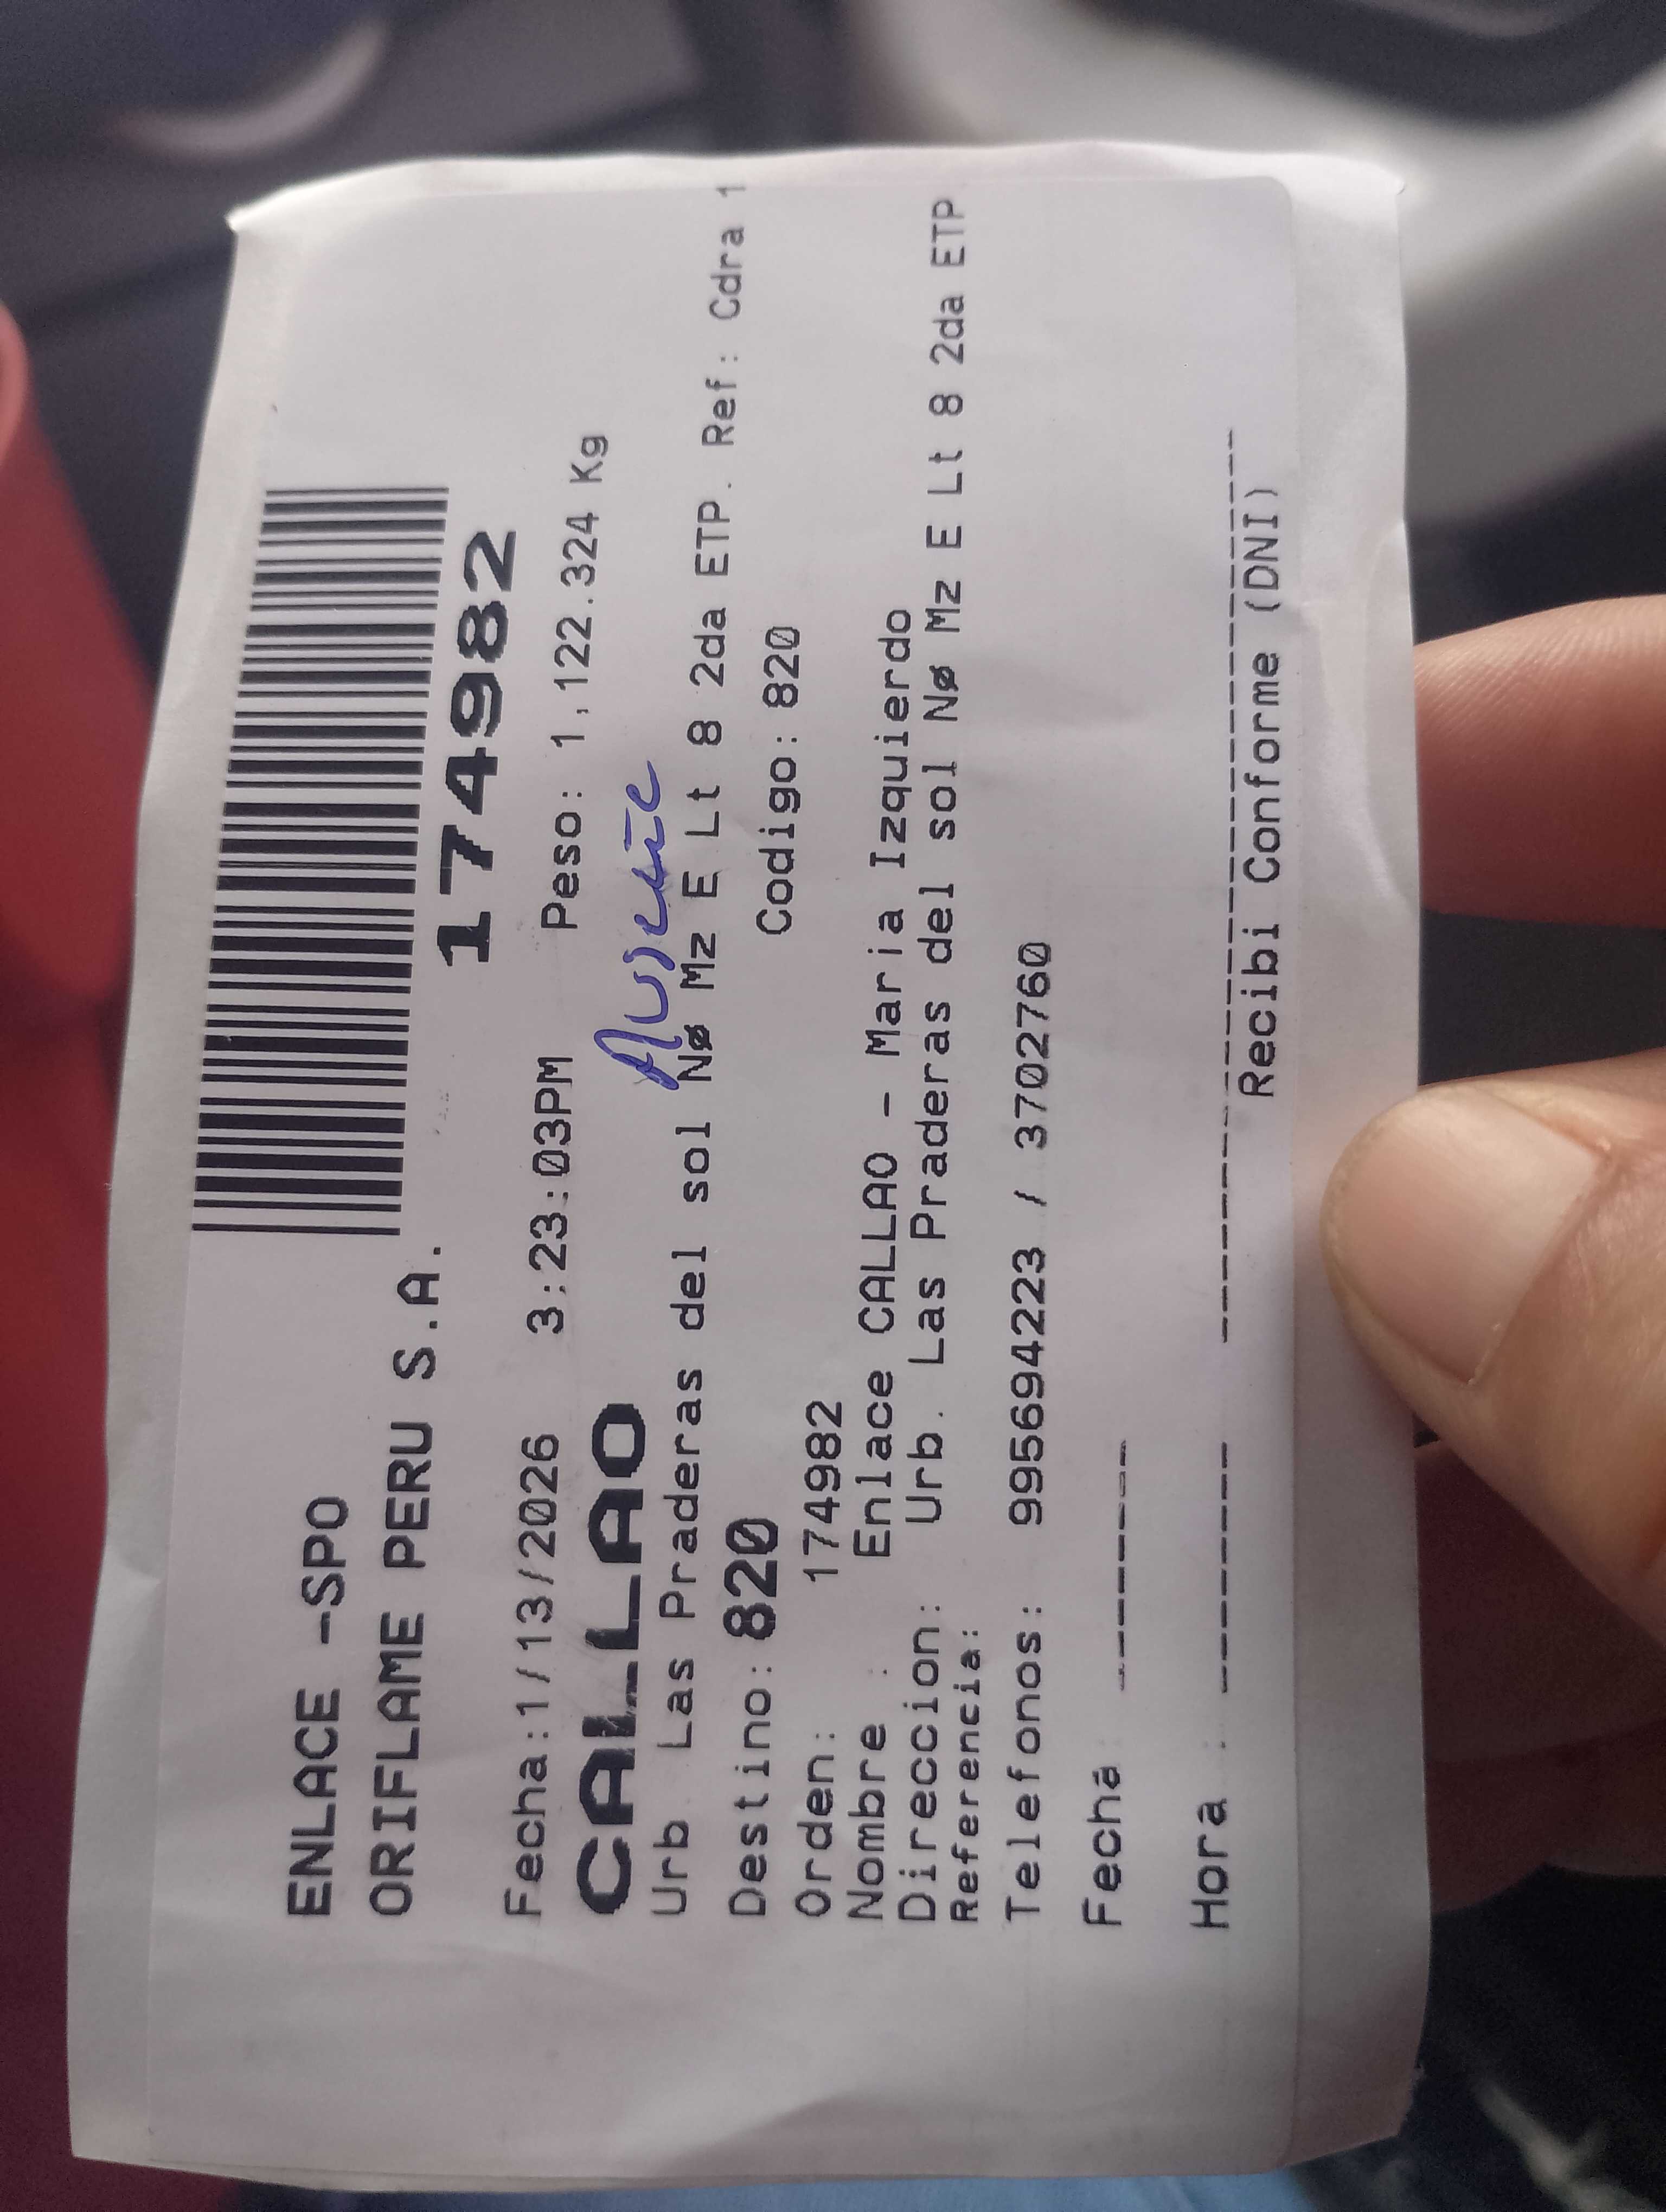 ENLACE -SPO
ORIFLAME PERU S.A.
174982
Fecha:1/13/2026 3:23:03PM Peso: 1,122.324 Kg
CALLAO
Urb Las Praderas del sol Nø Mz E Lt 8 2da ETP. Ref: Cdra 1
Destino: 820 Codigo:820
Orden: 174982
Nombre : Enlace CALLAO - Maria Izquierdo
Direccion: Urb. Las Praderas del sol Nø Mz E Lt 8 2da ETP
Referencia:
Telefonos: 995694223 / 3702760
Fecha
Hora :
Recibi Conforme (DNI)